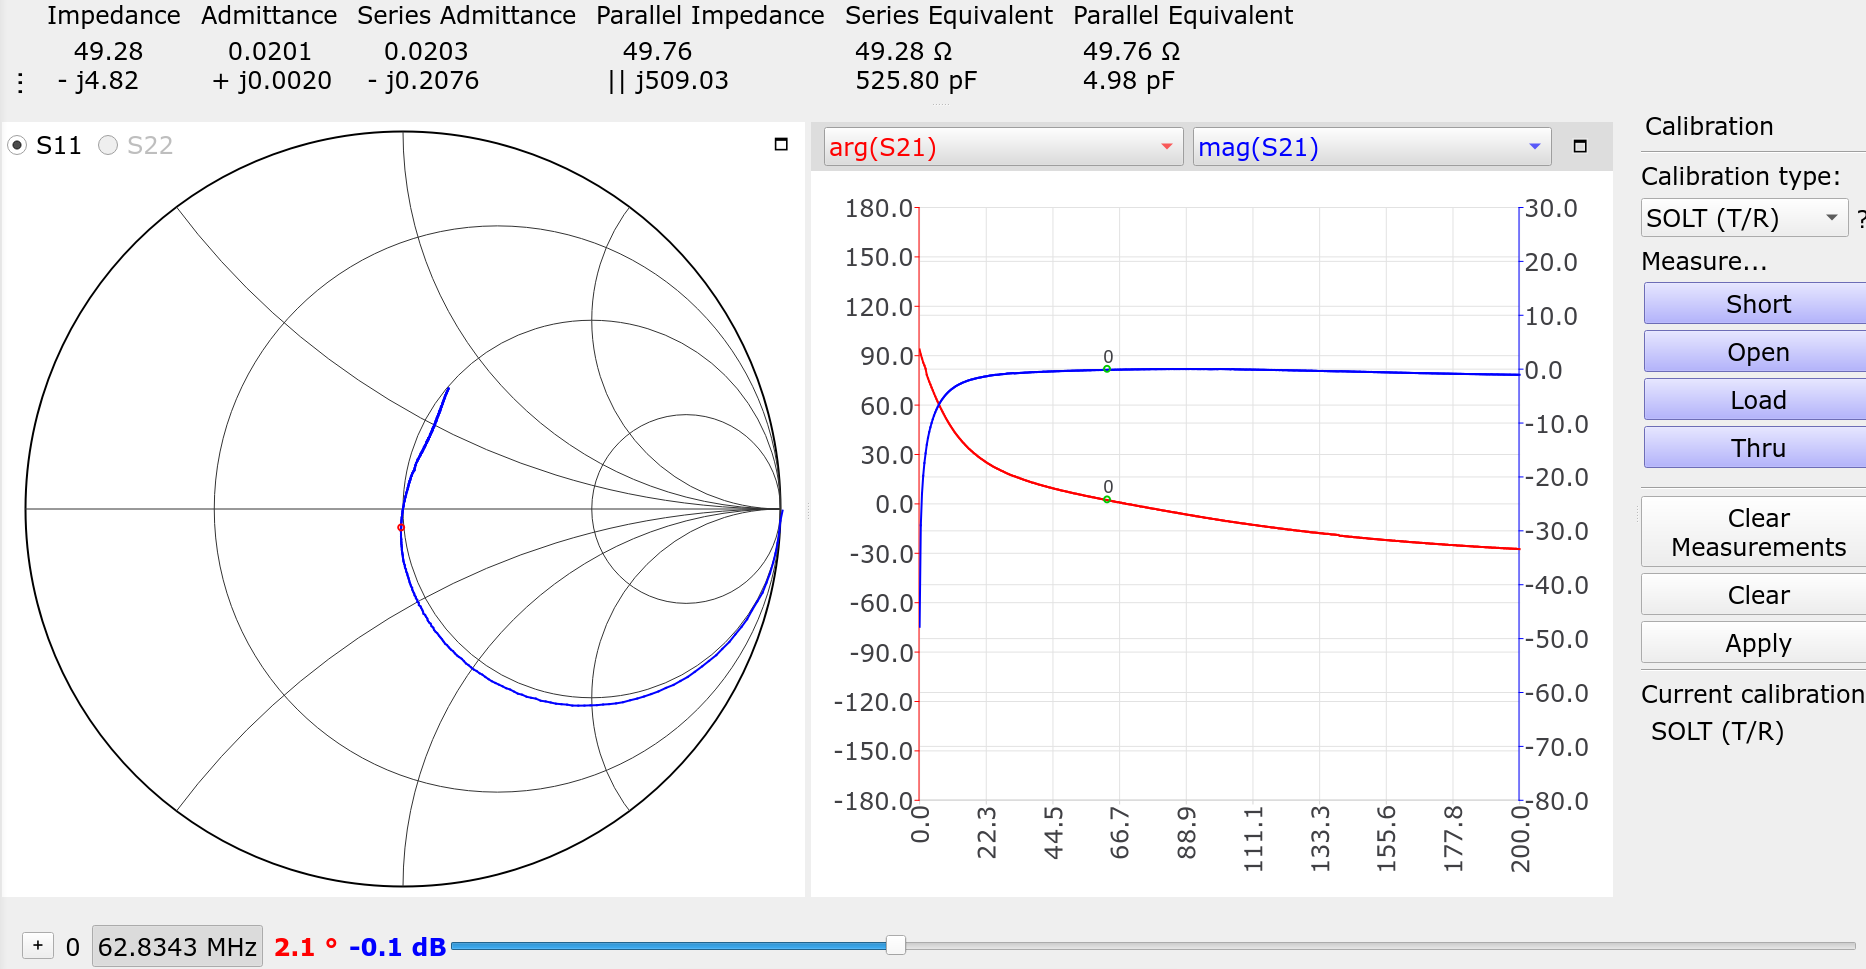 Impedance Admittance Series Admittance Parallel Impedance Series Equivalent Parallel Equivalent
49.28 0.0201 0.0203 49.76 49.28 Ω 49.76 Ω
- j4.82 + j0.0020 - j0.2076 || j509.03 525.80 pF 4.98 pF
S11 S22
arg(S21) mag(S21)
180.0
150.0
120.0
90.0
60.0
30.0
0.0
-30.0
-60.0
-90.0
-120.0
-150.0
-180.0
0
0
30.0
20.0
10.0
0.0
-10.0
-20.0
-30.0
-40.0
-50.0
-60.0
-70.0
-80.0
0.0 22.3 44.5 66.7 88.9 111.1 133.3 155.6 177.8 200.0
Calibration
Calibration type:
SOLT (T/R) ?
Measure...
Short
Open
Load
Thru
Clear
Measurements
Clear
Apply
Current calibration
SOLT (T/R)
+ 0 62.8343 MHz 2.1 ° -0.1 dB